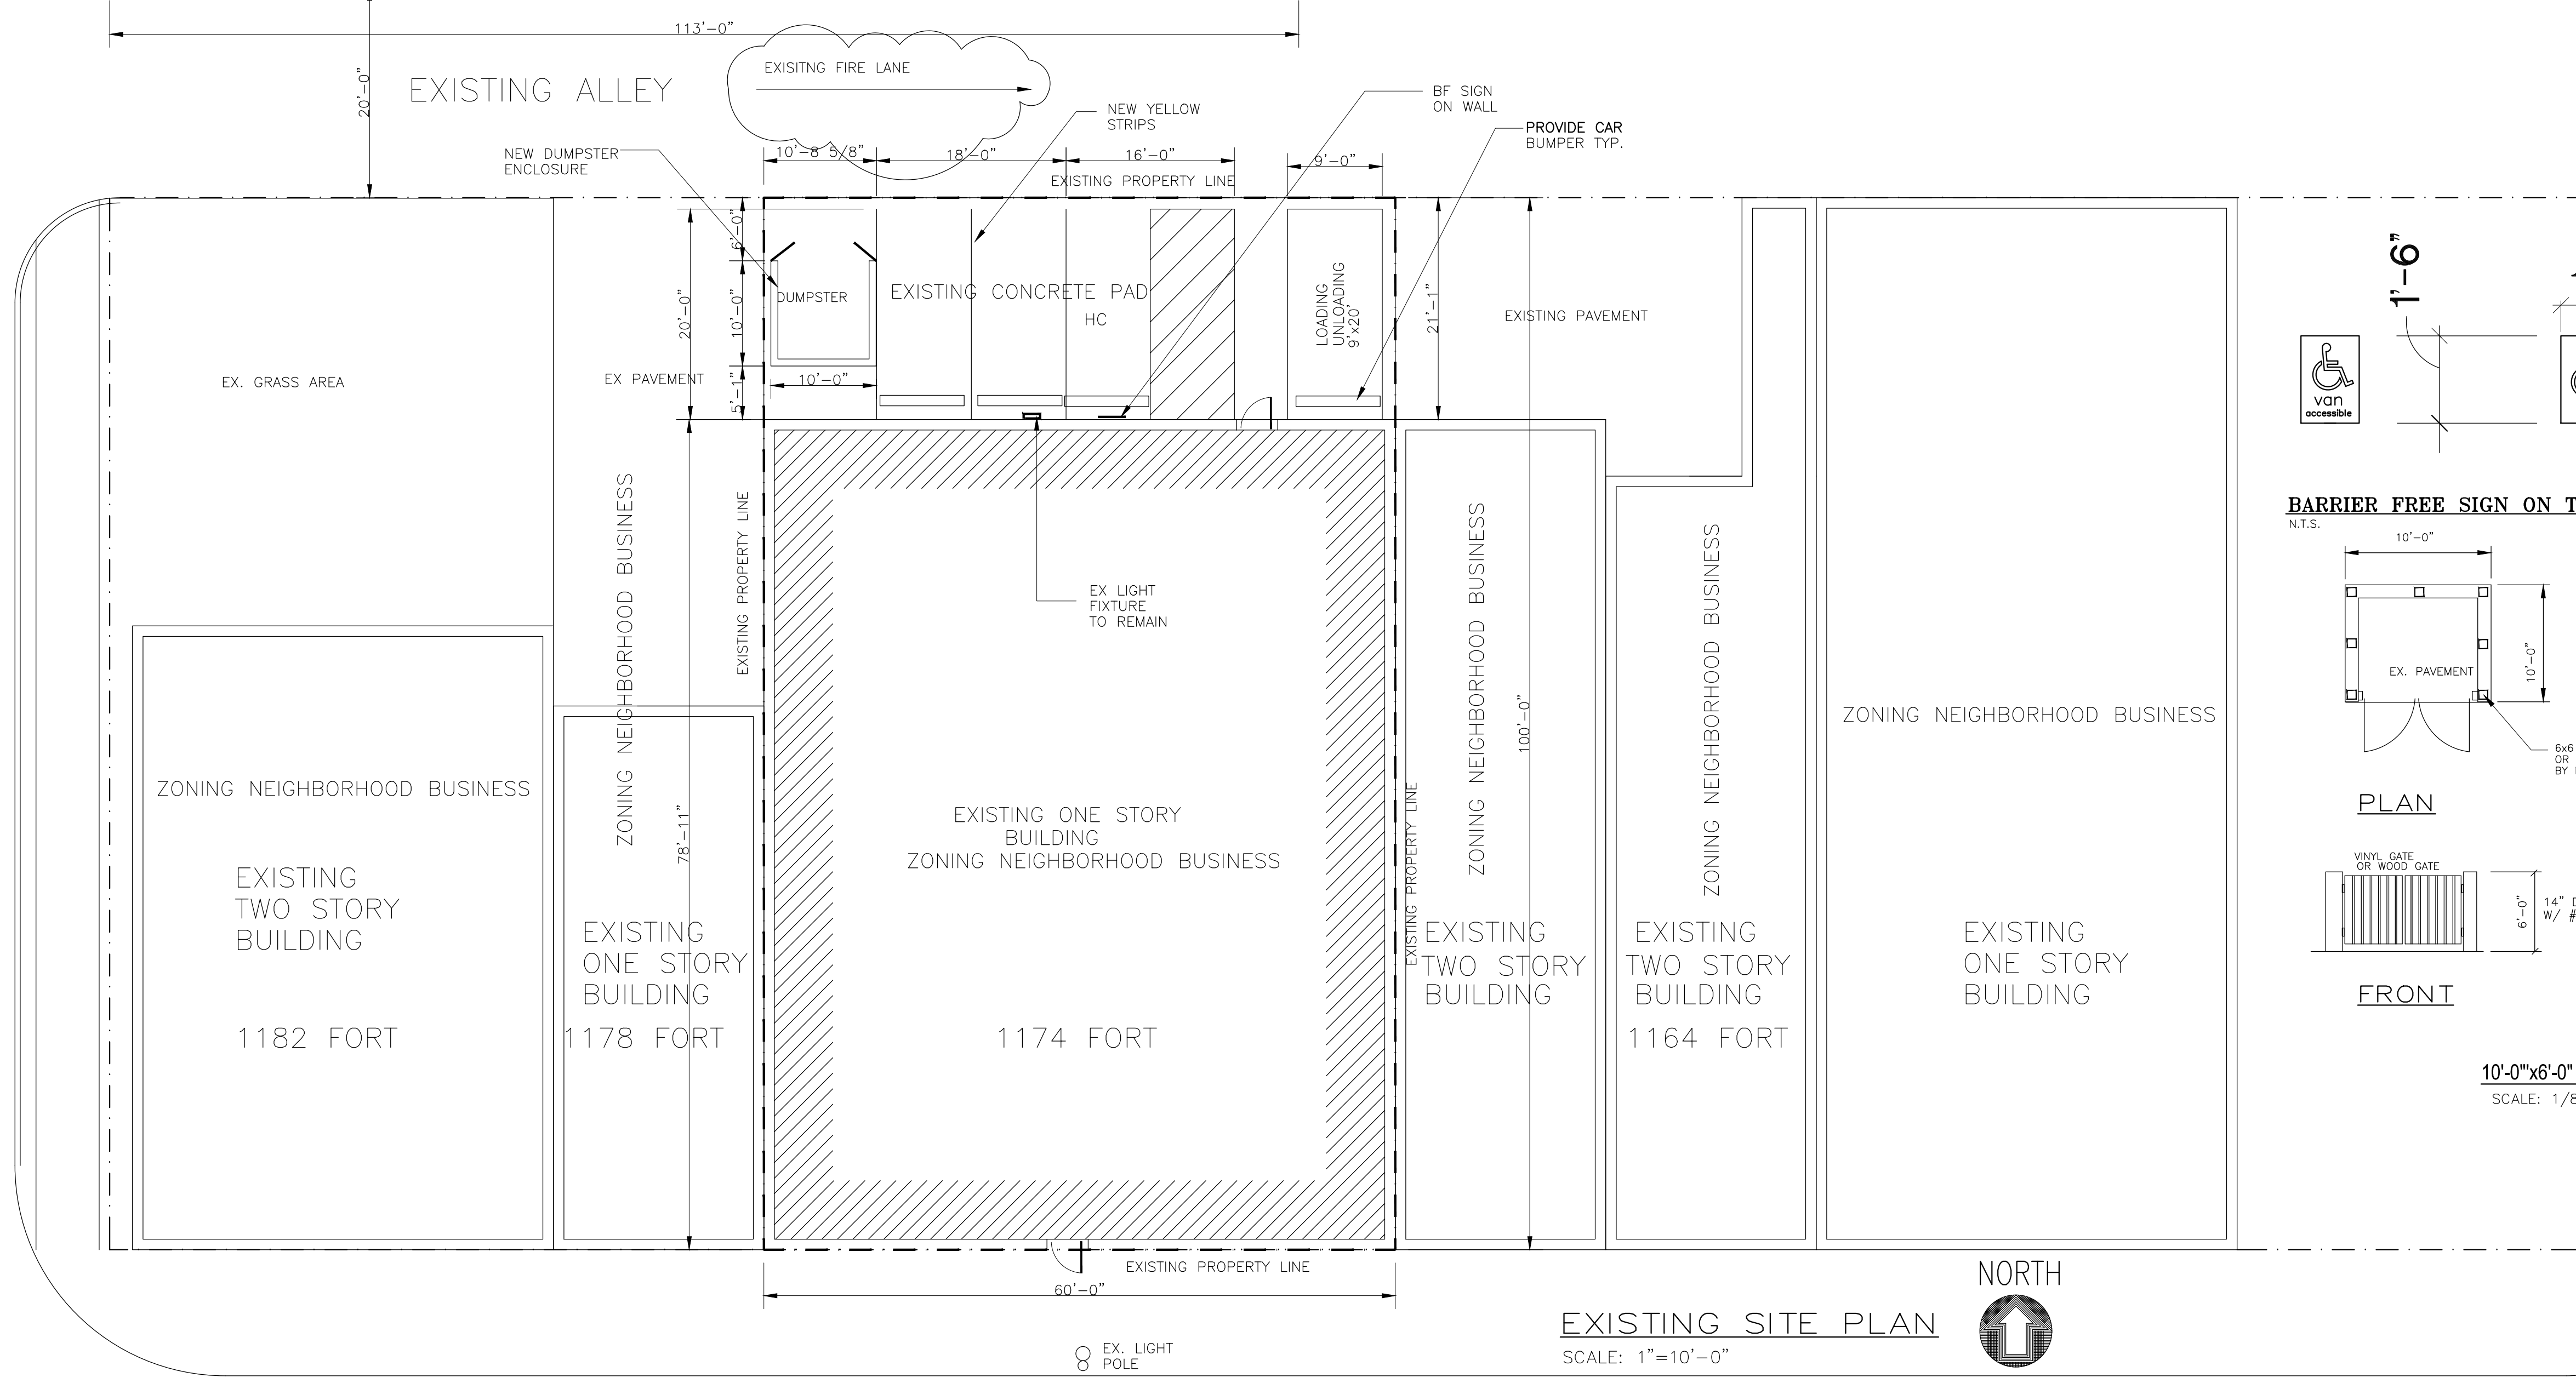 113'-0"
20'-0"
EXISTING ALLEY
EXISITNG FIRE LANE
NEW YELLOW
STRIPS
BF SIGN
ON WALL
PROVIDE CAR
BUMPER TYP.
NEW DUMPSTER
ENCLOSURE
10'-8 5/8"
18'-0"
16'-0"
9'-0"
EXISTING PROPERTY LINE
6'-0"
10'-0"
5'-1"
20'-0"
DUMPSTER
10'-0"
EXISTING CONCRETE PAD
HC
LOADING
UNLOADING
9'x20'
21'-1"
EXISTING PAVEMENT
EX. GRASS AREA
EX PAVEMENT
ZONING NEIGHBORHOOD BUSINESS
EXISTING PROPERTY LINE
78'-11"
EX LIGHT
FIXTURE
TO REMAIN
ZONING NEIGHBORHOOD BUSINESS
EXISTING
TWO STORY
BUILDING
1182 FORT
EXISTING
ONE STORY
BUILDING
1178 FORT
EXISTING ONE STORY
BUILDING
ZONING NEIGHBORHOOD BUSINESS
1174 FORT
EXISTING PROPERTY LINE
ZONING NEIGHBORHOOD BUSINESS
100'-0"
EXISTING
TWO STORY
BUILDING
ZONING NEIGHBORHOOD BUSINESS
EXISTING
TWO STORY
BUILDING
1164 FORT
ZONING NEIGHBORHOOD BUSINESS
EXISTING
ONE STORY
BUILDING
EXISTING PROPERTY LINE
60'-0"
EX. LIGHT
POLE
EXISTING SITE PLAN
SCALE: 1"=10'-0"
NORTH
1'-6"
van
accessible
BARRIER FREE SIGN ON T
N.T.S.
10'-0"
10'-0"
EX. PAVEMENT
6x6
OR
BY
PLAN
VINYL GATE
OR WOOD GATE
6'-0"
14" D
W/ #
FRONT
10'-0"'x6'-0"
SCALE: 1/8